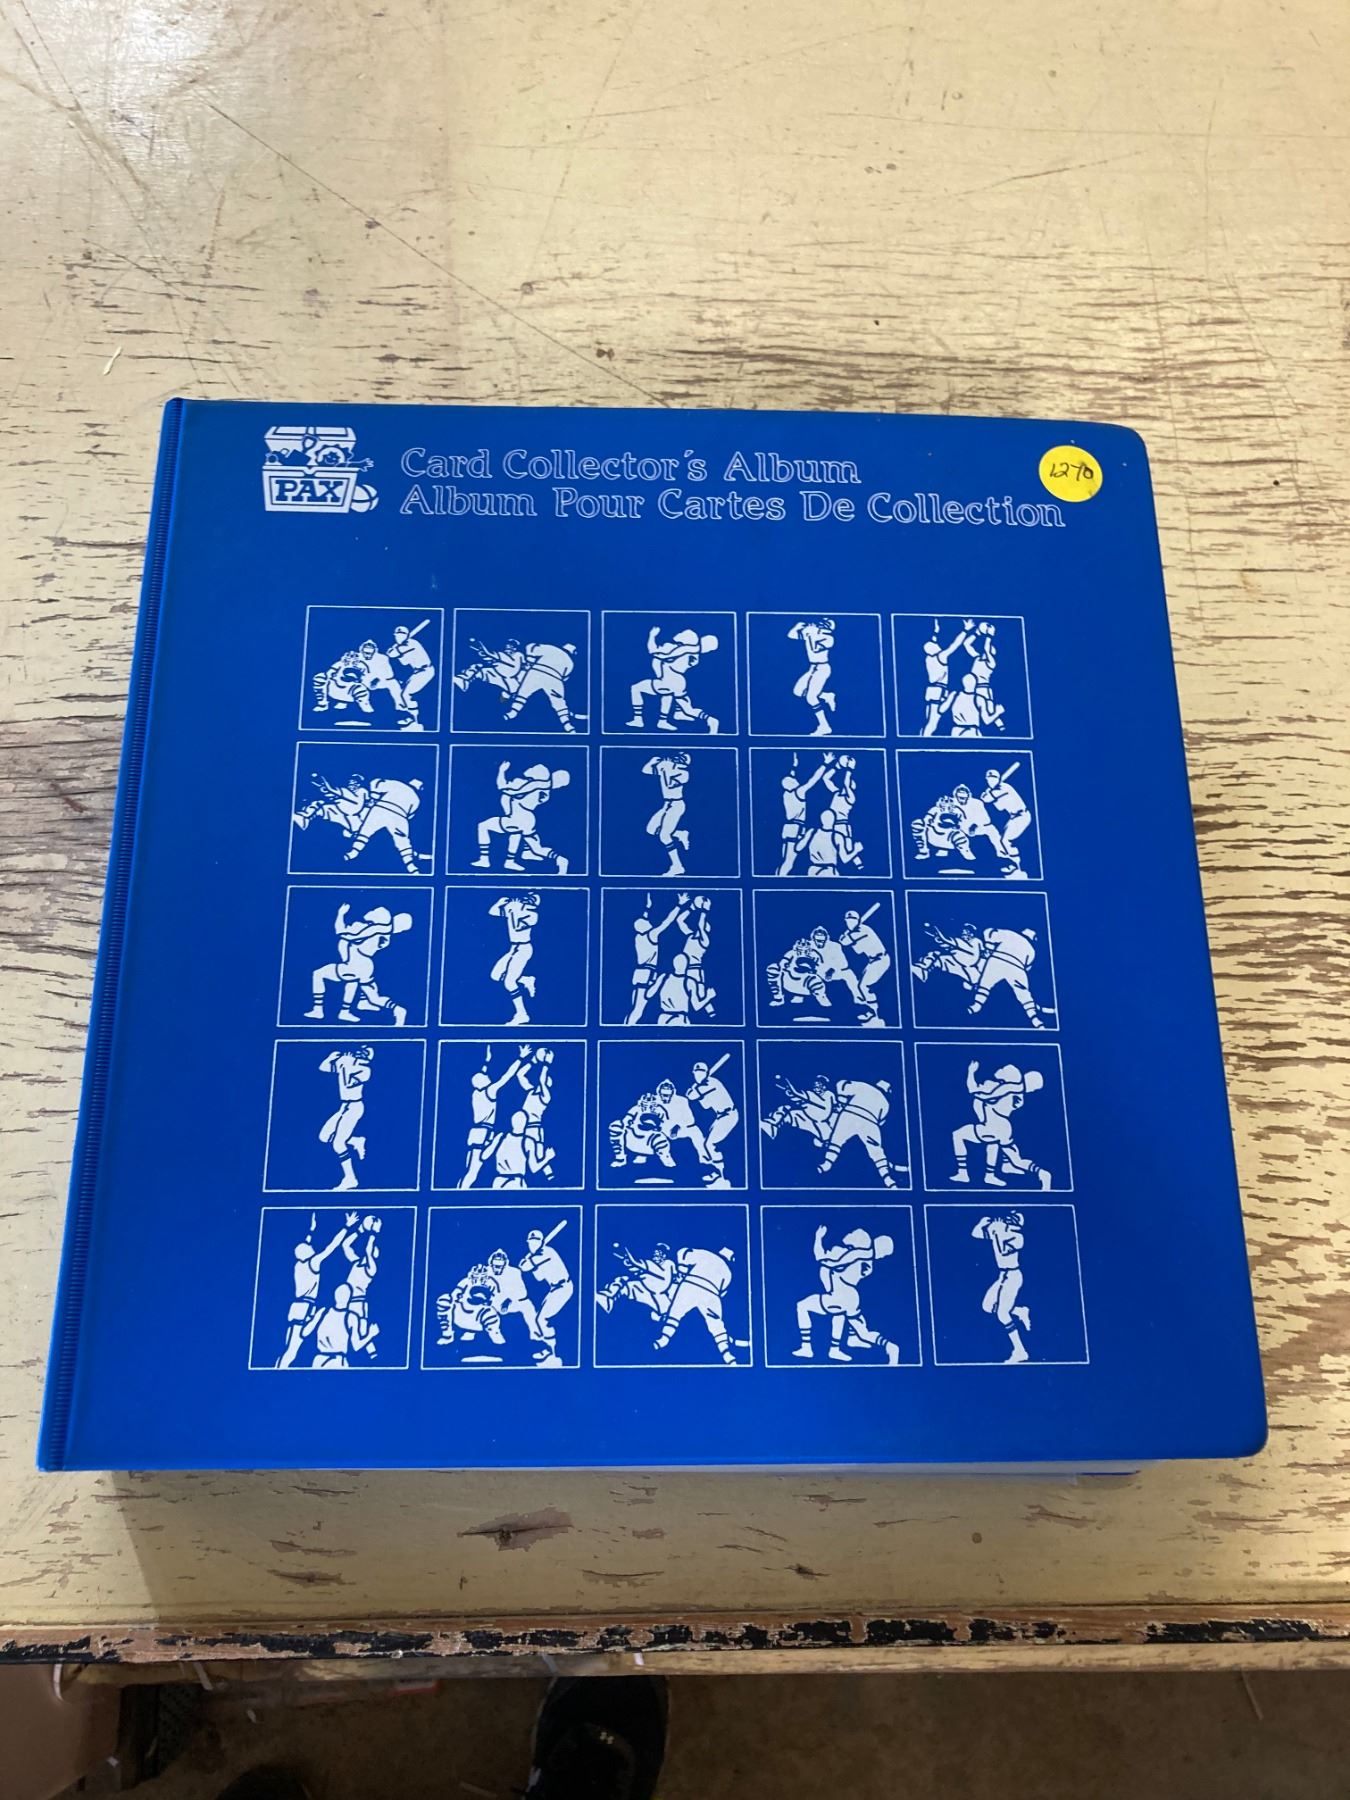 PAX
Card Collector's Album
Album Pour Cartes De Collection
1270